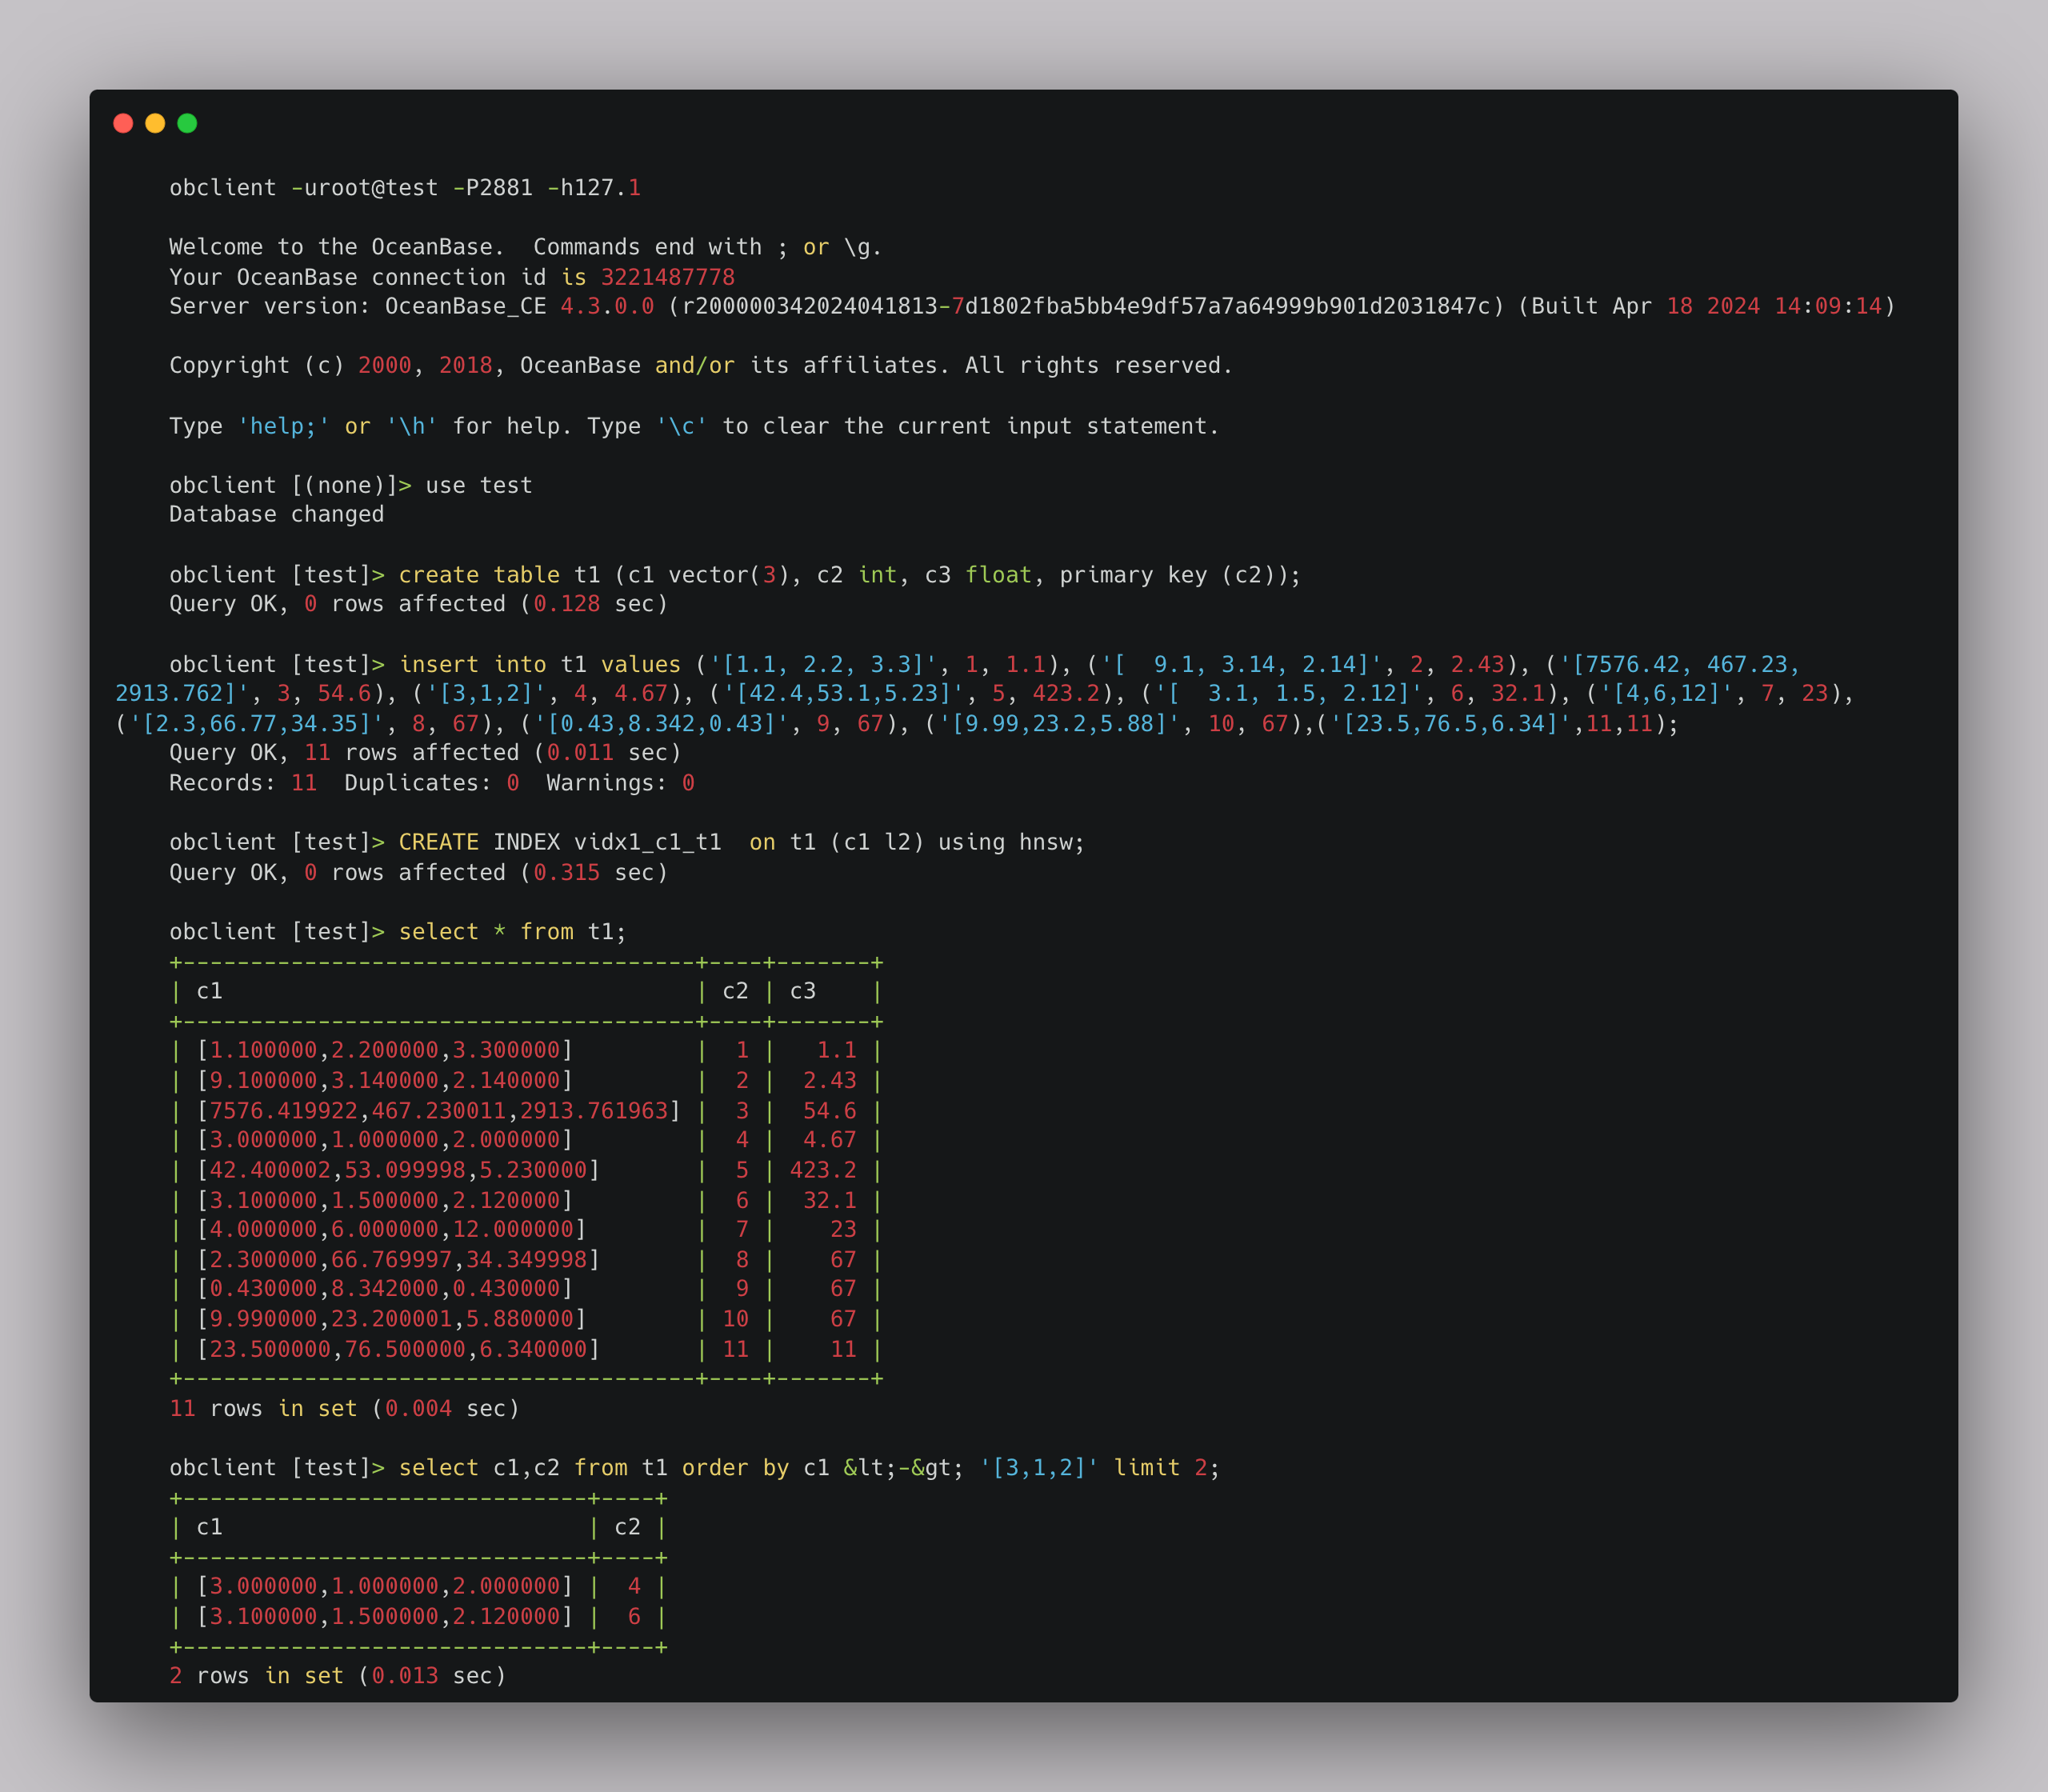 obclient -uroot@test -P2881 -h127.1
Welcome to the OceanBase.  Commands end with ; or \g.
Your OceanBase connection id is 3221487778
Server version: OceanBase_CE 4.3.0.0 (r200000342024041813-7d1802fba5bb4e9df57a7a64999b901d2031847c) (Built Apr 18 2024 14:09:14)
Copyright (c) 2000, 2018, OceanBase and/or its affiliates. All rights reserved.
Type 'help;' or '\h' for help. Type '\c' to clear the current input statement.
obclient [(none)]> use test
Database changed
obclient [test]> create table t1 (c1 vector(3), c2 int, c3 float, primary key (c2));
Query OK, 0 rows affected (0.128 sec)
obclient [test]> insert into t1 values ('[1.1, 2.2, 3.3]', 1, 1.1), ('[  9.1, 3.14, 2.14]', 2, 2.43), ('[7576.42, 467.23,
2913.762]', 3, 54.6), ('[3,1,2]', 4, 4.67), ('[42.4,53.1,5.23]', 5, 423.2), ('[  3.1, 1.5, 2.12]', 6, 32.1), ('[4,6,12]', 7, 23),
('[2.3,66.77,34.35]', 8, 67), ('[0.43,8.342,0.43]', 9, 67), ('[9.99,23.2,5.88]', 10, 67),('[23.5,76.5,6.34]',11,11);
Query OK, 11 rows affected (0.011 sec)
Records: 11  Duplicates: 0  Warnings: 0
obclient [test]> CREATE INDEX vidx1_c1_t1  on t1 (c1 l2) using hnsw;
Query OK, 0 rows affected (0.315 sec)
obclient [test]> select * from t1;
+--------------------------------------+----+-------+
| c1                                   | c2 | c3    |
+--------------------------------------+----+-------+
| [1.100000,2.200000,3.300000]         |  1 |   1.1 |
| [9.100000,3.140000,2.140000]         |  2 |  2.43 |
| [7576.419922,467.230011,2913.761963] |  3 |  54.6 |
| [3.000000,1.000000,2.000000]         |  4 |  4.67 |
| [42.400002,53.099998,5.230000]       |  5 | 423.2 |
| [3.100000,1.500000,2.120000]         |  6 |  32.1 |
| [4.000000,6.000000,12.000000]        |  7 |    23 |
| [2.300000,66.769997,34.349998]       |  8 |    67 |
| [0.430000,8.342000,0.430000]         |  9 |    67 |
| [9.990000,23.200001,5.880000]        | 10 |    67 |
| [23.500000,76.500000,6.340000]       | 11 |    11 |
+--------------------------------------+----+-------+
11 rows in set (0.004 sec)
obclient [test]> select c1,c2 from t1 order by c1 &lt;-&gt; '[3,1,2]' limit 2;
+------------------------------+----+
| c1                           | c2 |
+------------------------------+----+
| [3.000000,1.000000,2.000000] |  4 |
| [3.100000,1.500000,2.120000] |  6 |
+------------------------------+----+
2 rows in set (0.013 sec)